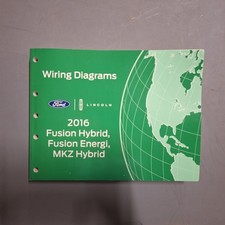 Wiring Diagrams
Ford LINCOLN
2016
Fusion Hybrid,
Fusion Energi,
MKZ Hybrid